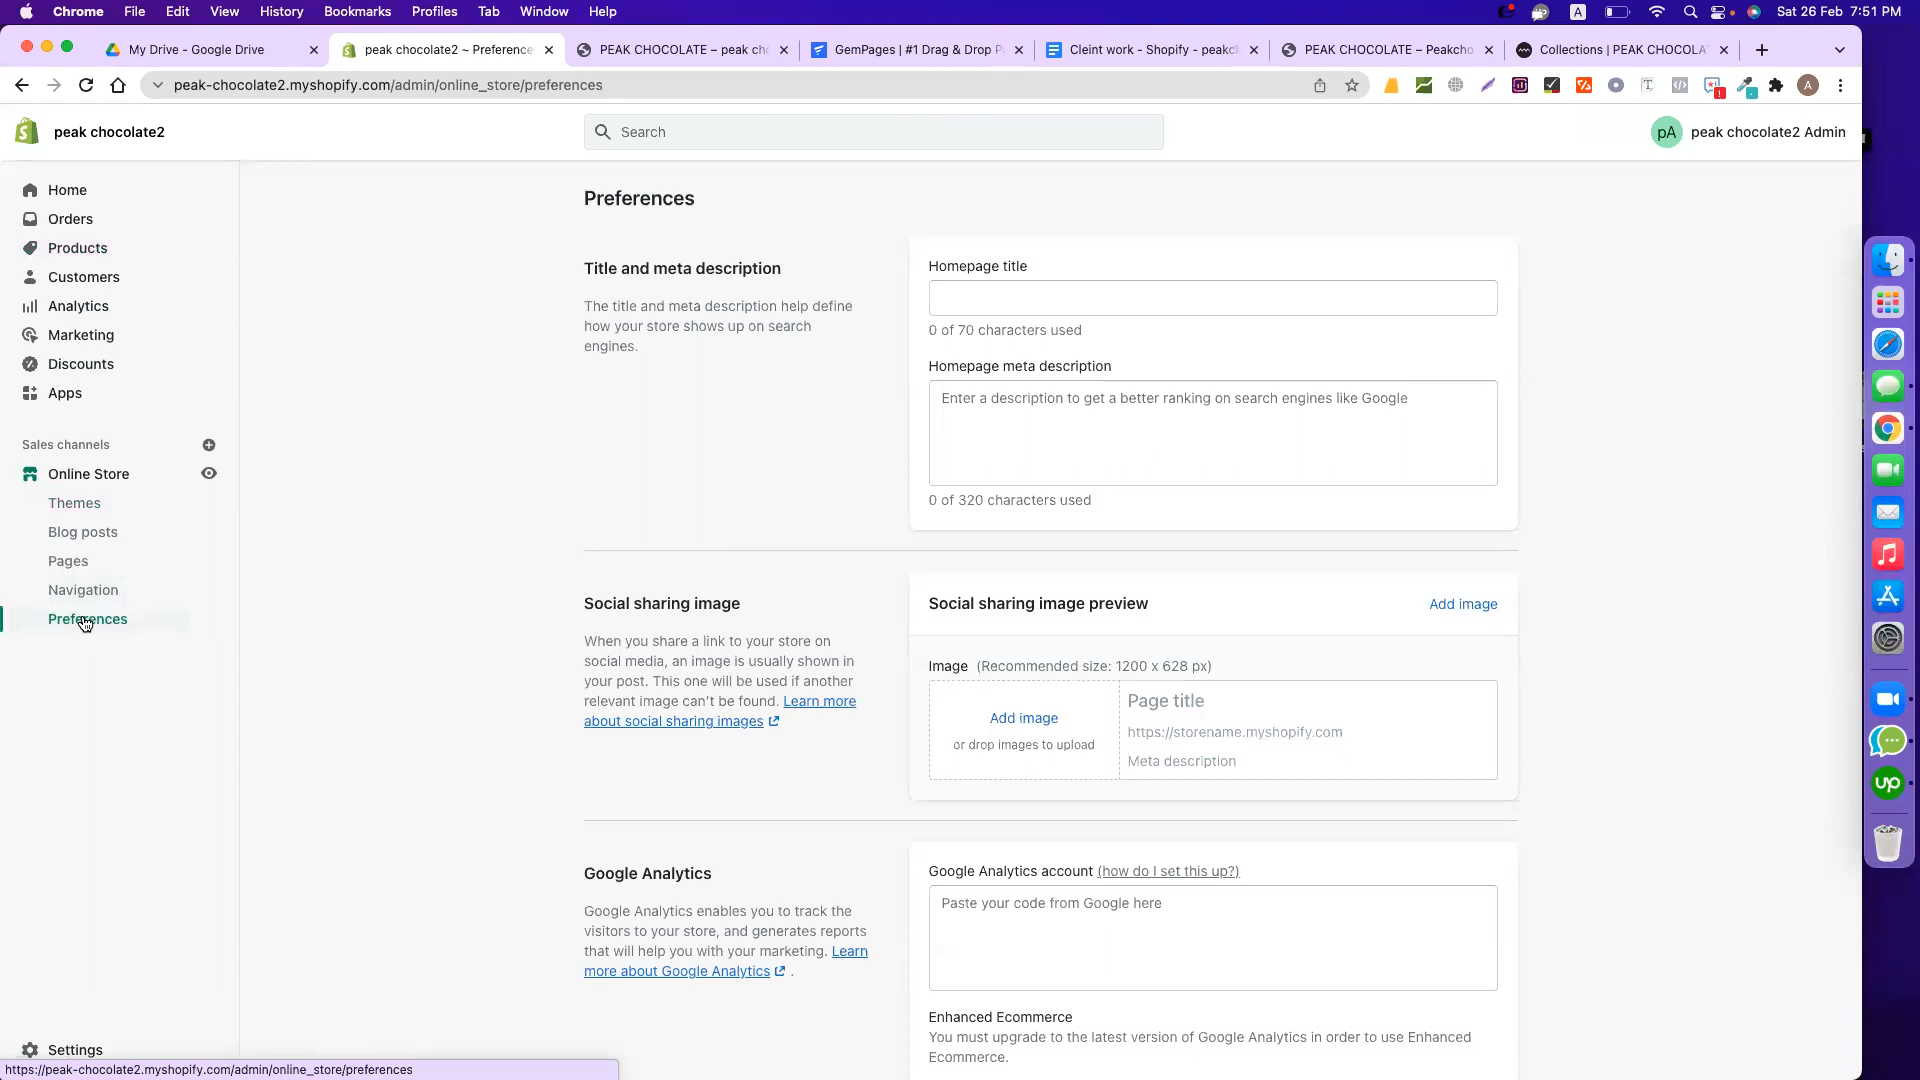 Chrome File Edit View History Bookmarks Profiles Tab Window Help
A
Sat 26 Feb 7:51 PM
My Drive - Google Drive
peak chocolate2 ~ Preference
PEAK CHOCOLATE – peak ch
GemPages | #1 Drag & Drop P
Cleint work - Shopify - peakc
PEAK CHOCOLATE – Peakcho
Collections | PEAK CHOCOLA
peak-chocolate2.myshopify.com/admin/online_store/preferences
A
peak chocolate2
Search
pA peak chocolate2 Admin
Home
Orders
Products
Customers
Analytics
Marketing
Discounts
Apps
Sales channels
Online Store
Themes
Blog posts
Pages
Navigation
Preferences
Settings
https://peak-chocolate2.myshopify.com/admin/online_store/preferences
Preferences
Title and meta description
The title and meta description help define
how your store shows up on search
engines.
Homepage title
0 of 70 characters used
Homepage meta description
Enter a description to get a better ranking on search engines like Google
0 of 320 characters used
Social sharing image
When you share a link to your store on
social media, an image is usually shown in
your post. This one will be used if another
relevant image can't be found. Learn more
about social sharing images
Social sharing image preview
Add image
Image (Recommended size: 1200 x 628 px)
Add image
or drop images to upload
Page title
https://storename.myshopify.com
Meta description
Google Analytics
Google Analytics enables you to track the
visitors to your store, and generates reports
that will help you with your marketing. Learn
more about Google Analytics .
Google Analytics account (how do I set this up?)
Paste your code from Google here
Enhanced Ecommerce
You must upgrade to the latest version of Google Analytics in order to use Enhanced
Ecommerce.
up